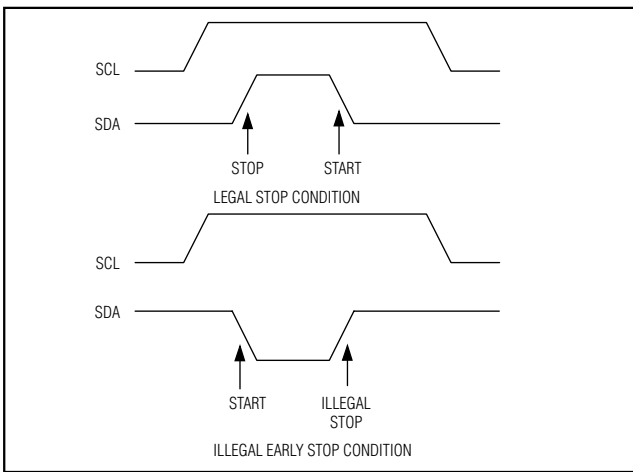 SCL
SDA
STOP START
LEGAL STOP CONDITION
SCL
SDA
START ILLEGAL
STOP
ILLEGAL EARLY STOP CONDITION